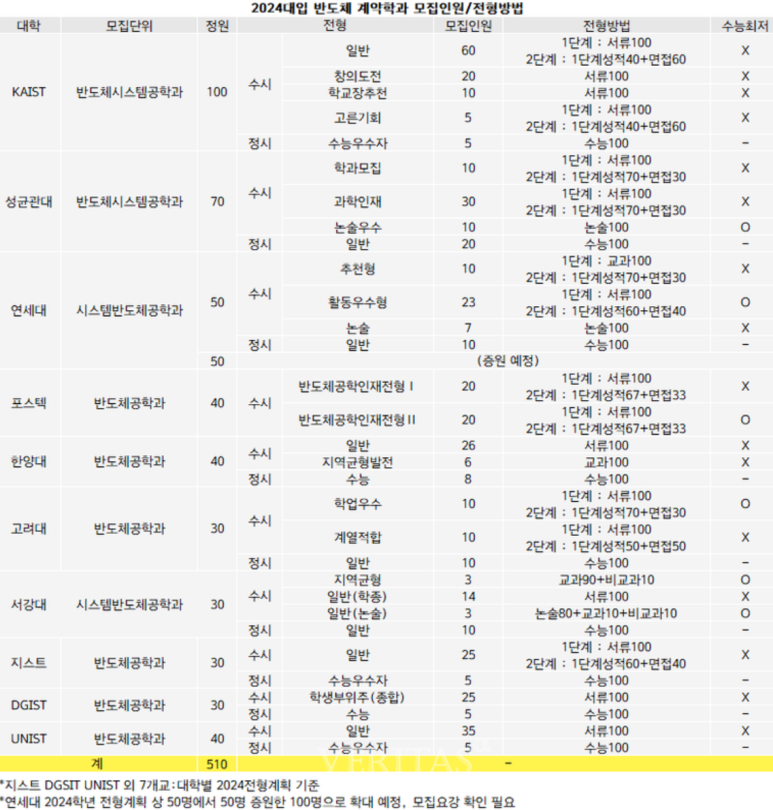 2024대입 반도체 계약학과 모집인원/전형방법
대학 모집단위 정원 전형 모집인원 전형방법 수능최저
KAIST 반도체시스템공학과 100 수시 일반 60 1단계 : 서류100
2단계 : 1단계성적40+면접60 X
창의도전 20 서류100 X
학교장추천 10 서류100 X
고른기회 5 1단계 : 서류100
2단계 : 1단계성적40+면접60 X
정시 수능우수자 5 수능100 –
성균관대 반도체시스템공학과 70 수시 학과모집 10 1단계 : 서류100
2단계 : 1단계성적70+면접30 X
과학인재 30 1단계 : 서류100
2단계 : 1단계성적70+면접30 X
논술우수 10 논술100 O
정시 일반 20 수능100 –
연세대 시스템반도체공학과 50 수시 추천형 10 1단계 : 교과100
2단계 : 1단계성적70+면접30 X
활동우수형 23 1단계 : 서류100
2단계 : 1단계성적60+면접40 O
논술 7 논술100 X
정시 일반 10 수능100 –
50 (증원 예정)
포스텍 반도체공학과 40 수시 반도체공학인재전형Ⅰ 20 1단계 : 서류100
2단계 : 1단계성적67+면접33 X
반도체공학인재전형Ⅱ 20 1단계 : 서류100
2단계 : 1단계성적67+면접33 O
한양대 반도체공학과 40 수시 일반 26 서류100 X
지역균형발전 6 교과100 X
정시 수능 8 수능100 –
고려대 반도체공학과 30 수시 학업우수 10 1단계 : 서류100
2단계 : 1단계성적70+면접30 O
계열적합 10 1단계 : 서류100
2단계 : 1단계성적50+면접50 X
정시 일반 10 수능100 –
서강대 시스템반도체공학과 30 수시 지역균형 3 교과90+비교과10 O
일반(학종) 14 서류100 X
일반(논술) 3 논술80+교과10+비교과10 O
정시 일반 10 수능100 –
지스트 반도체공학과 30 수시 일반 25 1단계 : 서류100
2단계 : 1단계성적60+면접40 X
정시 수능우수자 5 수능100 –
DGIST 반도체공학과 30 수시 학생부위주(종합) 25 서류100 X
정시 수능 5 수능100 –
UNIST 반도체공학과 40 수시 일반 35 서류100 X
정시 수능우수자 5 수능100 –
VERITAS
계 510 –
*지스트 DGSIT UNIST 외 7개교:대학별 2024전형계획 기준
*연세대 2024학년 전형계획 상 50명에서 50명 증원한 100명으로 확대 예정, 모집요강 확인 필요